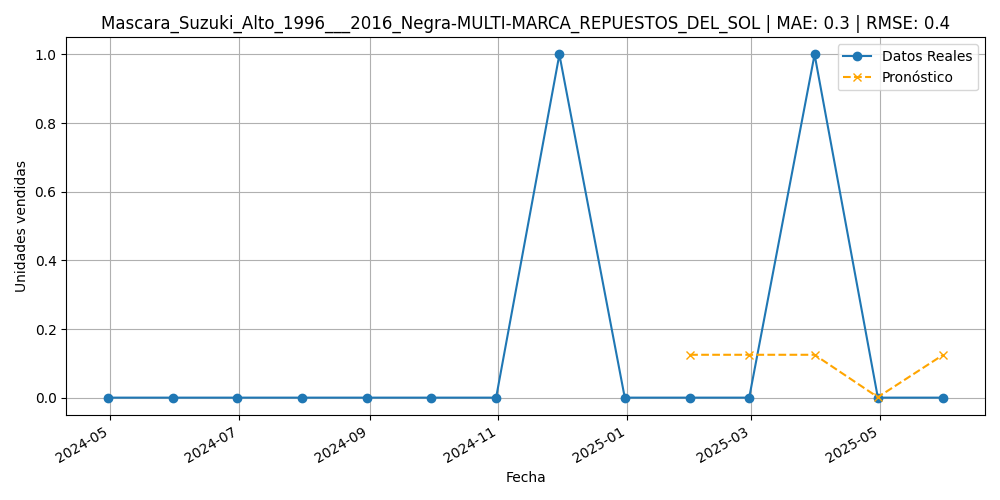 Mascara_Suzuki_Alto_1996___2016_Negra-MULTI-MARCA_REPUESTOS_DEL_SOL | MAE: 0.3 | RMSE: 0.4
Datos Reales
Pronóstico
Unidades vendidas
1.0
0.8
0.6
0.4
0.2
0.0
2024-05
2024-07
2024-09
2024-11
2025-01
2025-03
2025-05
Fecha